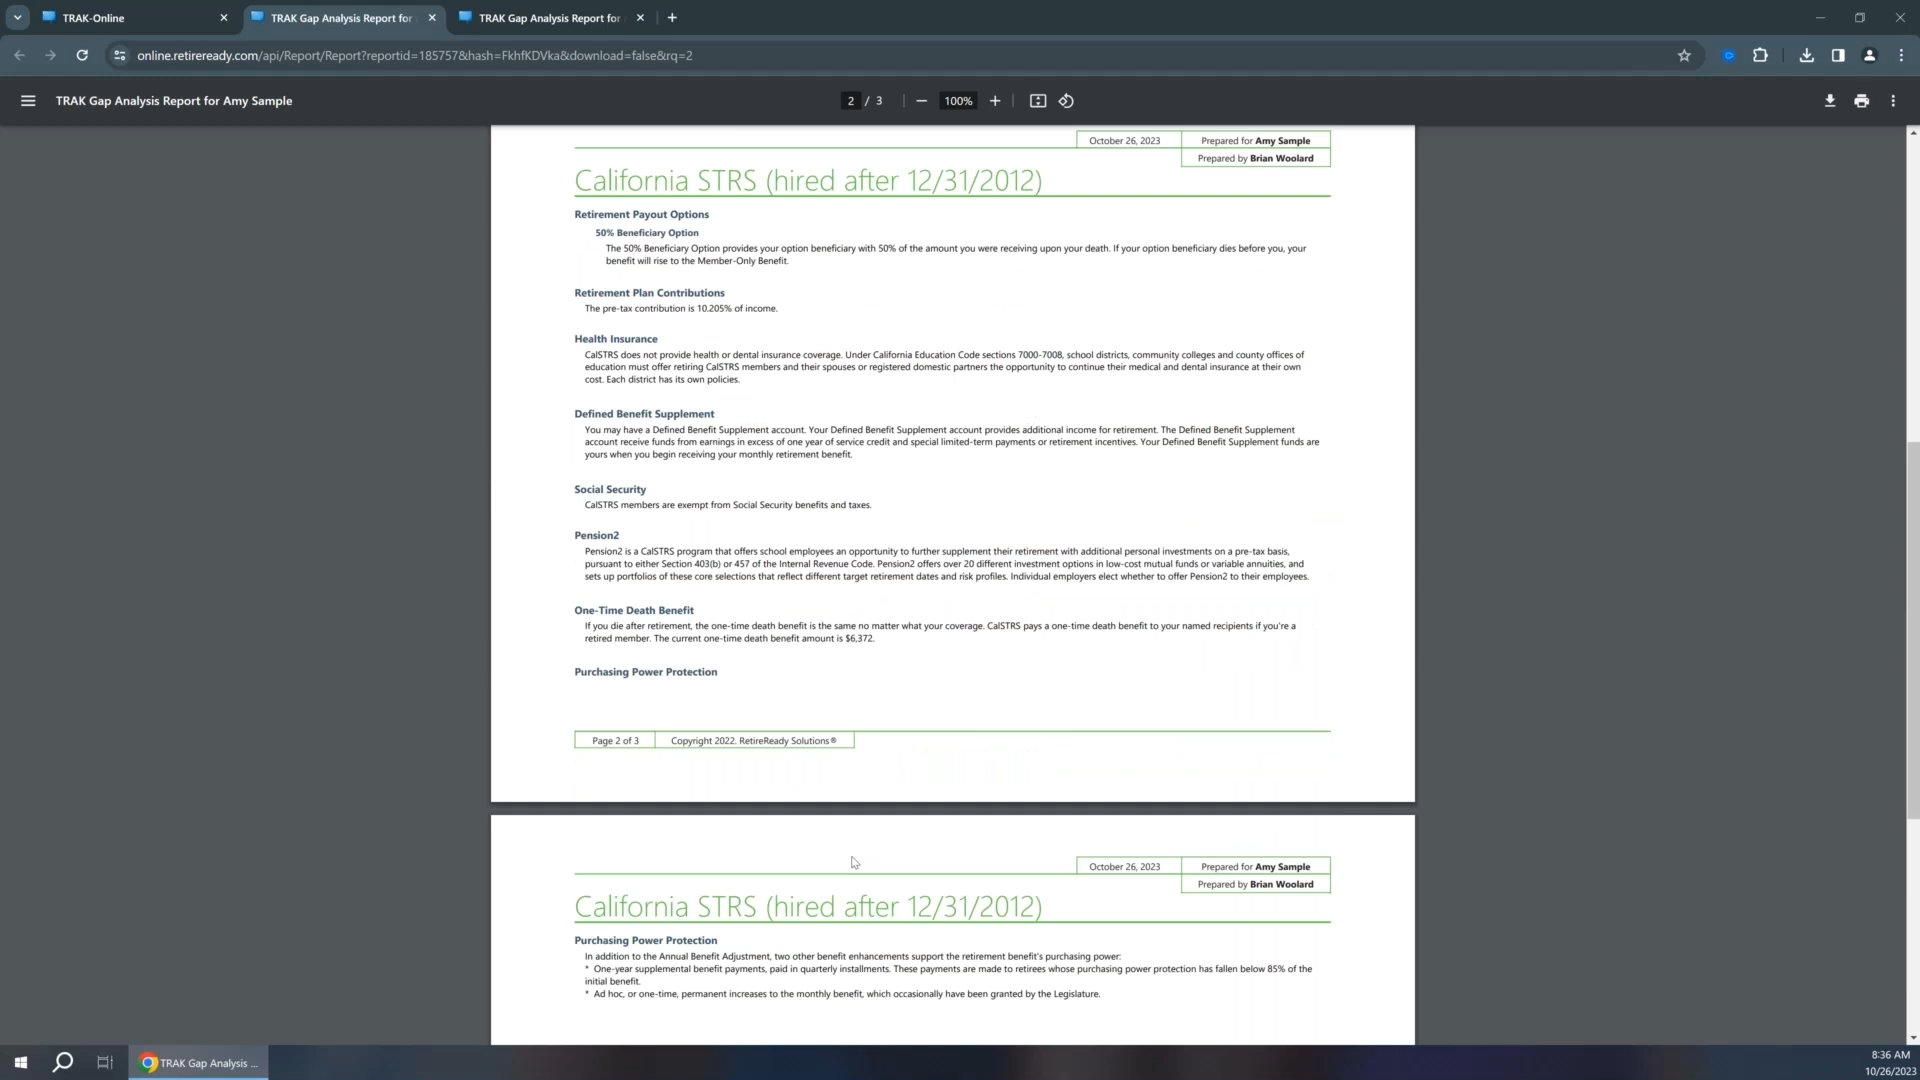 TRAK-Online
TRAK Gap Analysis Report for
TRAK Gap Analysis Report for
online.retireready.com/api/Report/Report?reportid=185757&hash=FkhfKDVka&download=false&rq=2
TRAK Gap Analysis Report for Amy Sample
2 / 3
100%
October 26, 2023
Prepared for Amy Sample
Prepared by Brian Woolard
California STRS (hired after 12/31/2012)
Retirement Payout Options
50% Beneficiary Option
The 50% Beneficiary Option provides your option beneficiary with 50% of the amount you were receiving upon your death. If your option beneficiary dies before you, your
benefit will rise to the Member-Only Benefit.
Retirement Plan Contributions
The pre-tax contribution is 10.205% of income.
Health Insurance
CalSTRS does not provide health or dental insurance coverage. Under California Education Code sections 7000-7008, school districts, community colleges and county offices of
education must offer retiring CalSTRS members and their spouses or registered domestic partners the opportunity to continue their medical and dental insurance at their own
cost. Each district has its own policies.
Defined Benefit Supplement
You may have a Defined Benefit Supplement account. Your Defined Benefit Supplement account provides additional income for retirement. The Defined Benefit Supplement
account receive funds from earnings in excess of one year of service credit and special limited-term payments or retirement incentives. Your Defined Benefit Supplement funds are
yours when you begin receiving your monthly retirement benefit.
Social Security
CalSTRS members are exempt from Social Security benefits and taxes.
Pension2
Pension2 is a CalSTRS program that offers school employees an opportunity to further supplement their retirement with additional personal investments on a pre-tax basis,
pursuant to either Section 403(b) or 457 of the Internal Revenue Code. Pension2 offers over 20 different investment options in low-cost mutual funds or variable annuities, and
sets up portfolios of these core selections that reflect different target retirement dates and risk profiles. Individual employers elect whether to offer Pension2 to their employees.
One-Time Death Benefit
If you die after retirement, the one-time death benefit is the same no matter what your coverage. CalSTRS pays a one-time death benefit to your named recipients if you're a
retired member. The current one-time death benefit amount is $6,372.
Purchasing Power Protection
Page 2 of 3
Copyright 2022. RetireReady Solutions®
October 26, 2023
Prepared for Amy Sample
Prepared by Brian Woolard
California STRS (hired after 12/31/2012)
Purchasing Power Protection
In addition to the Annual Benefit Adjustment, two other benefit enhancements support the retirement benefit's purchasing power:
* One-year supplemental benefit payments, paid in quarterly installments. These payments are made to retirees whose purchasing power protection has fallen below 85% of the
initial benefit.
* Ad hoc, or one-time, permanent increases to the monthly benefit, which occasionally have been granted by the Legislature.
TRAK Gap Analysis ...
8:36 AM
10/26/2023